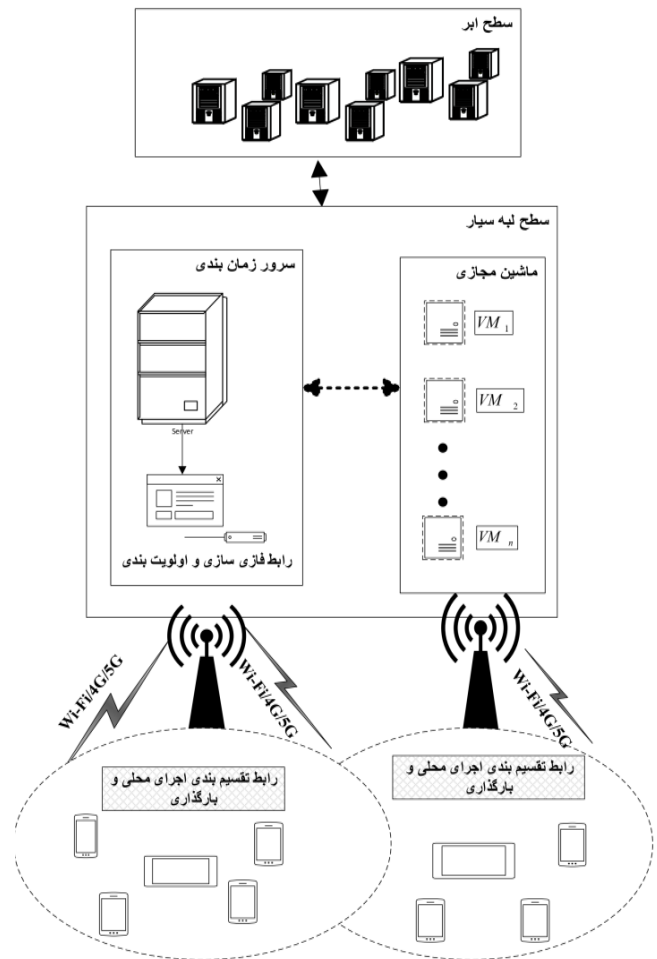 سطح ابر
سطح لبه سیار
سرور زمان بندی
ماشین مجازی
VM 1
VM 2
VM n
Server
رابط فازی سازی و اولویت بندی
Wi-Fi/4G/5G
Wi-Fi/4G/5G
Wi-Fi/4G/5G
رابط تقسیم بندی اجرای محلی و
بارگذاری
رابط تقسیم بندی اجرای محلی و
بارگذاری